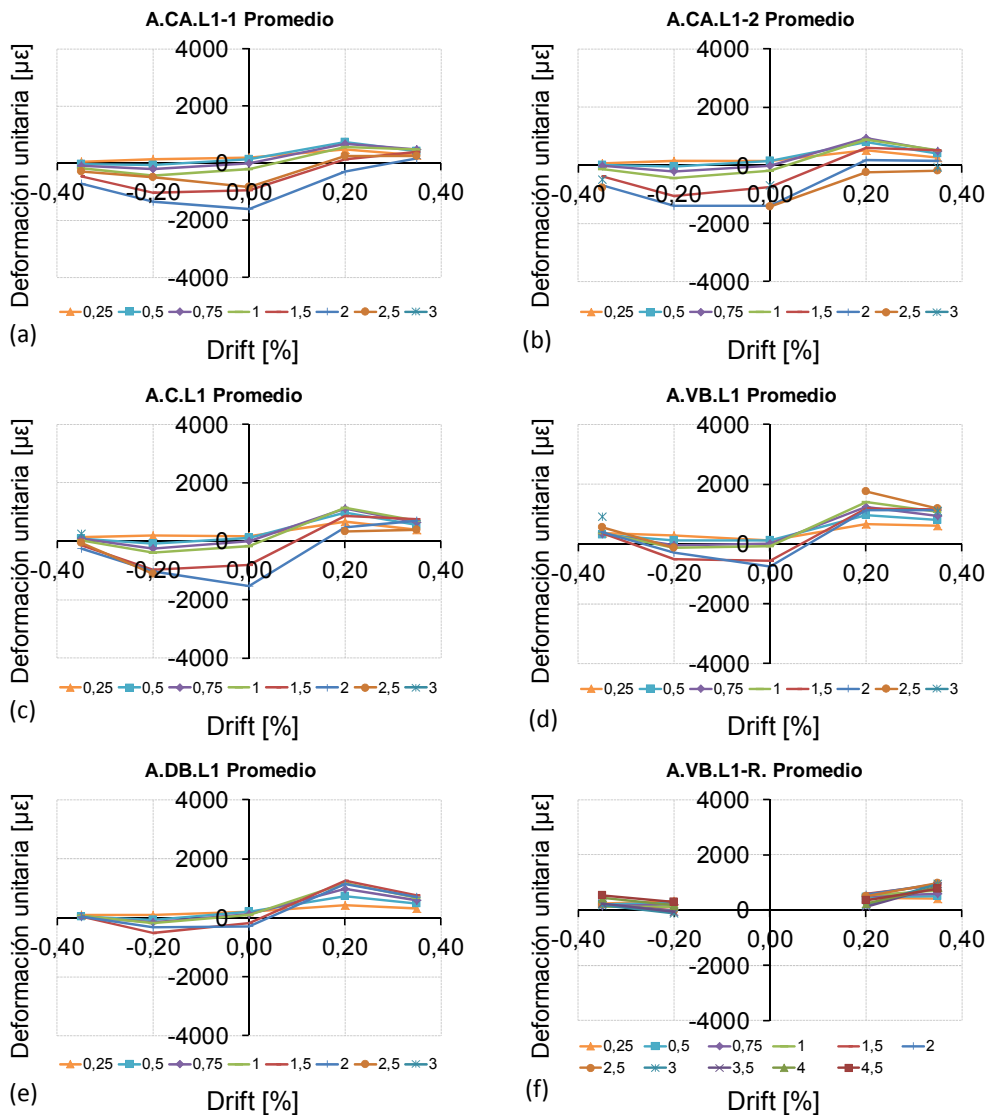 A.CA.L1-1 Promedio
Deformación unitaria [µε]
4000
2000
0
-2000
-4000
-0,40 -0,20 0,00 0,20 0,40
0,25 0,5 0,75 1 1,5 2 2,5 3
(a)
Drift [%]
A.CA.L1-2 Promedio
Deformación unitaria [µε]
4000
2000
0
-2000
-4000
-0,40 -0,20 0,00 0,20 0,40
0,25 0,5 0,75 1 1,5 2 2,5 3
(b)
Drift [%]
A.C.L1 Promedio
Deformación unitaria [µε]
4000
2000
0
-2000
-4000
-0,40 -0,20 0,00 0,20 0,40
0,25 0,5 0,75 1 1,5 2 2,5 3
(c)
Drift [%]
A.VB.L1 Promedio
Deformación unitaria [µε]
4000
2000
0
-2000
-4000
-0,40 -0,20 0,00 0,20 0,40
0,25 0,5 0,75 1 1,5 2 2,5 3
(d)
Drift [%]
A.DB.L1 Promedio
Deformación unitaria [µε]
4000
2000
0
-2000
-4000
-0,40 -0,20 0,00 0,20 0,40
0,25 0,5 0,75 1 1,5 2 2,5 3
(e)
Drift [%]
A.VB.L1-R. Promedio
Deformación unitaria [µε]
4000
2000
0
-2000
-4000
-0,40 -0,20 0,00 0,20 0,40
0,25 0,5 0,75 1 1,5 2
2,5 3 3,5 4 4,5
(f)
Drift [%]